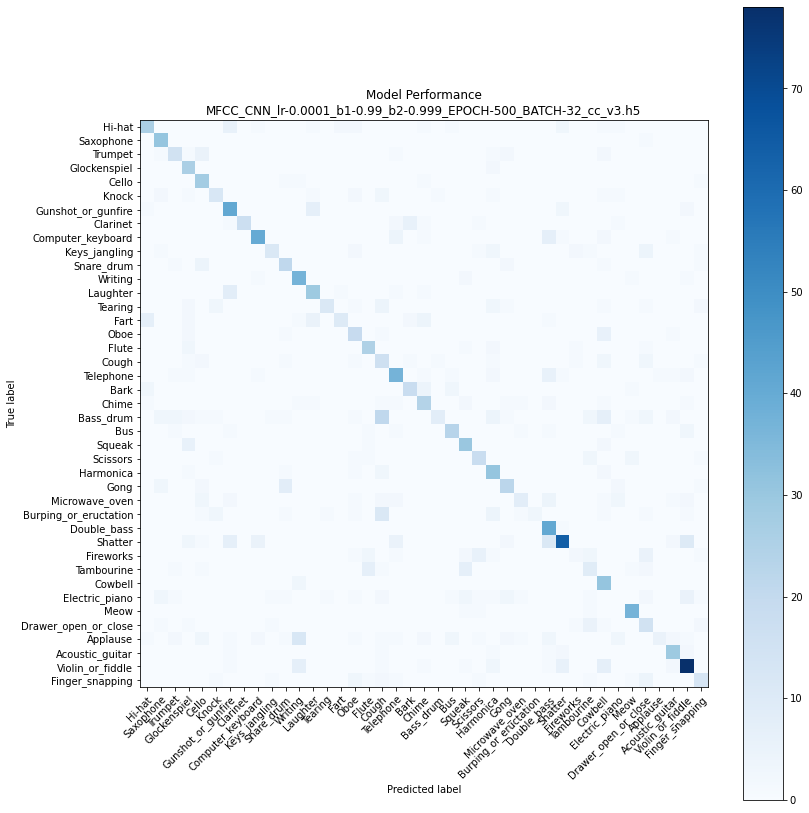 Model Performance
MFCC_CNN_lr-0.0001_b1-0.99_b2-0.999_EPOCH-500_BATCH-32_cc_v3.h5
True label
Hi-hat
Saxophone
Trumpet
Glockenspiel
Cello
Knock
Gunshot_or_gunfire
Clarinet
Computer_keyboard
Keys_jangling
Snare_drum
Writing
Laughter
Tearing
Fart
Oboe
Flute
Cough
Telephone
Bark
Chime
Bass_drum
Bus
Squeak
Scissors
Harmonica
Gong
Microwave_oven
Burping_or_eructation
Double_bass
Shatter
Fireworks
Tambourine
Cowbell
Electric_piano
Meow
Drawer_open_or_close
Applause
Acoustic_guitar
Violin_or_fiddle
Finger_snapping
Hi-hat
Saxophone
Trumpet
Glockenspiel
Cello
Knock
Gunshot_or_gunfire
Clarinet
Computer_keyboard
Keys_jangling
Snare_drum
Writing
Laughter
Tearing
Fart
Oboe
Flute
Cough
Telephone
Bark
Chime
Bass_drum
Bus
Squeak
Scissors
Harmonica
Gong
Microwave_oven
Burping_or_eructation
Double_bass
Shatter
Fireworks
Tambourine
Cowbell
Electric_piano
Meow
Drawer_open_or_close
Applause
Acoustic_guitar
Violin_or_fiddle
Finger_snapping
Predicted label
70
60
50
40
30
20
10
0